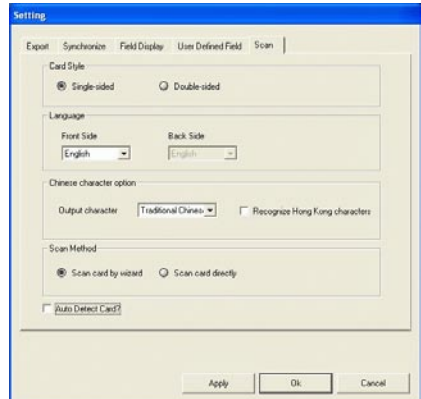 Setting
Export Synchronize Field Display User Defined Field Scan
Card Style
Single-sided Double-sided
Language
Front Side Back Side
English English
Chinese character option
Output character Traditional Chines Recognize Hong Kong characters
Scan Method
Scan card by wizard Scan card directly
Auto Detect Card?
Apply Ok Cancel